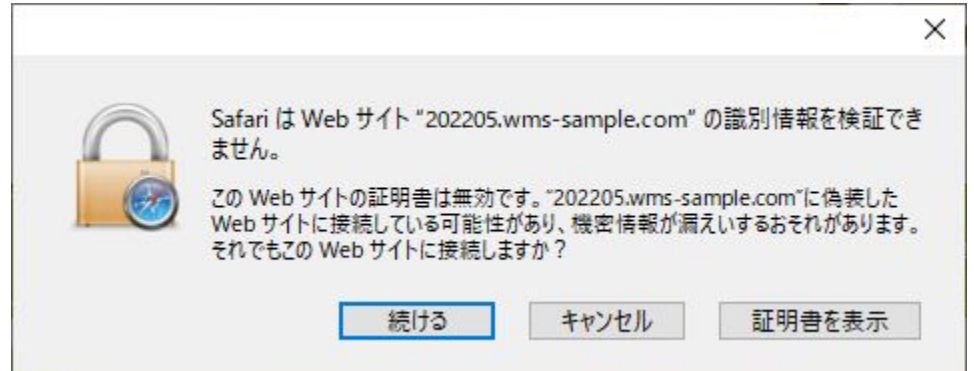 Safari は Web サイト "202205.wms-sample.com" の識別情報を検証でき
ません。
この Web サイトの証明書は無効です。"202205.wms-sample.com"に偽装した
Web サイトに接続している可能性があり、機密情報が漏えいするおそれがあります。
それでもこの Web サイトに接続しますか？
続ける キャンセル 証明書を表示